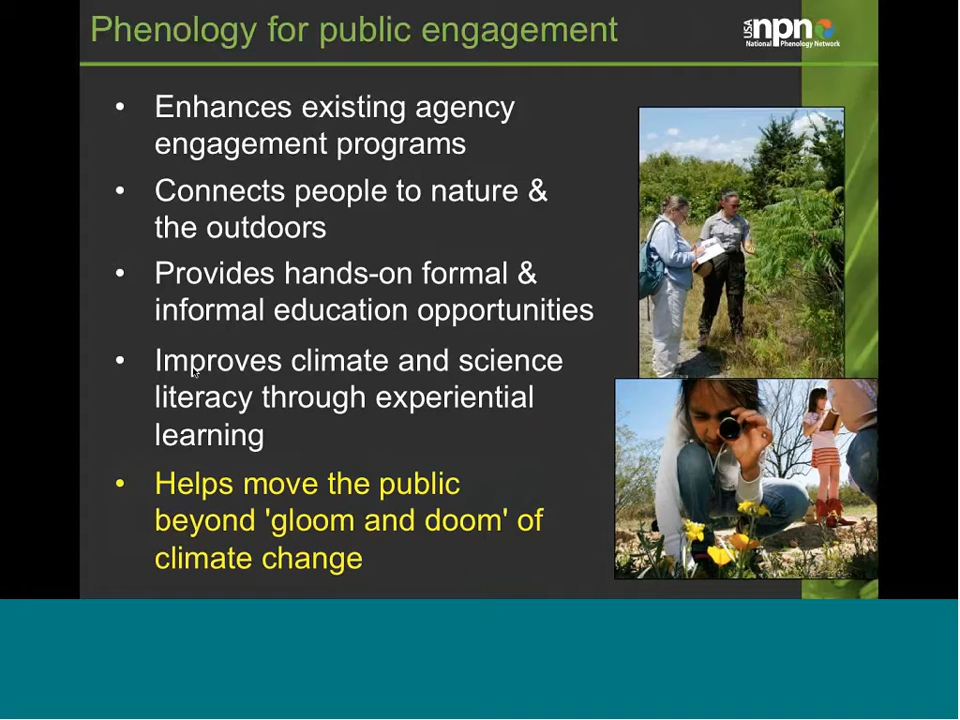 Phenology for public engagement
USA
npn
National Phenology Network
• Enhances existing agency
engagement programs
• Connects people to nature &
the outdoors
• Provides hands-on formal &
informal education opportunities
• Improves climate and science
literacy through experiential
learning
• Helps move the public
beyond 'gloom and doom' of
climate change